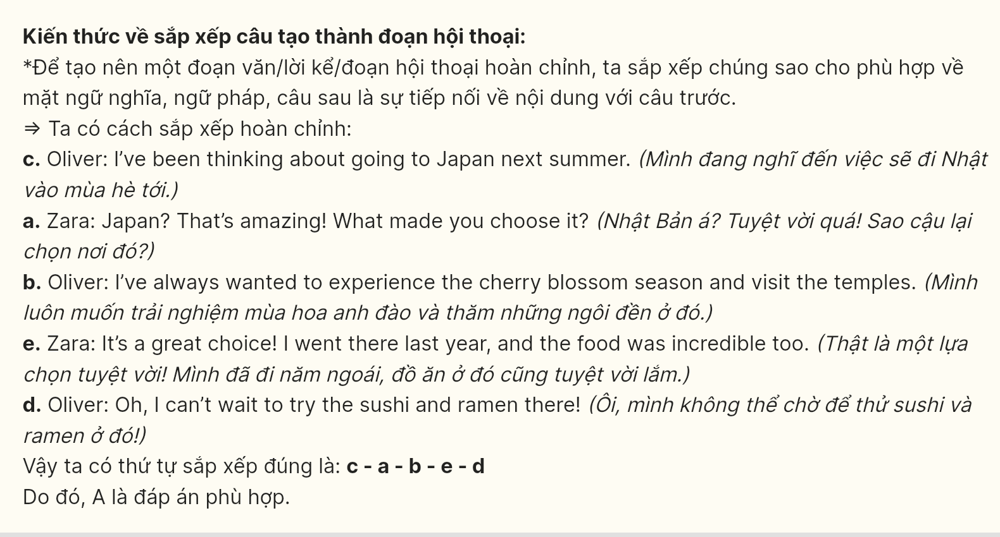 Kiến thức về sắp xếp câu tạo thành đoạn hội thoại:
*Để tạo nên một đoạn văn/lời kể/đoạn hội thoại hoàn chỉnh, ta sắp xếp chúng sao cho phù hợp về
mặt ngữ nghĩa, ngữ pháp, câu sau là sự tiếp nối về nội dung với câu trước.
⇒ Ta có cách sắp xếp hoàn chỉnh:
c. Oliver: I’ve been thinking about going to Japan next summer. (Mình đang nghĩ đến việc sẽ đi Nhật
vào mùa hè tới.)
a. Zara: Japan? That’s amazing! What made you choose it? (Nhật Bản á? Tuyệt vời quá! Sao cậu lại
chọn nơi đó?)
b. Oliver: I’ve always wanted to experience the cherry blossom season and visit the temples. (Mình
luôn muốn trải nghiệm mùa hoa anh đào và thăm những ngôi đền ở đó.)
e. Zara: It’s a great choice! I went there last year, and the food was incredible too. (Thật là một lựa
chọn tuyệt vời! Mình đã đi năm ngoái, đồ ăn ở đó cũng tuyệt vời lắm.)
d. Oliver: Oh, I can’t wait to try the sushi and ramen there! (Ôi, mình không thể chờ để thử sushi và
ramen ở đó!)
Vậy ta có thứ tự sắp xếp đúng là: c - a - b - e - d
Do đó, A là đáp án phù hợp.